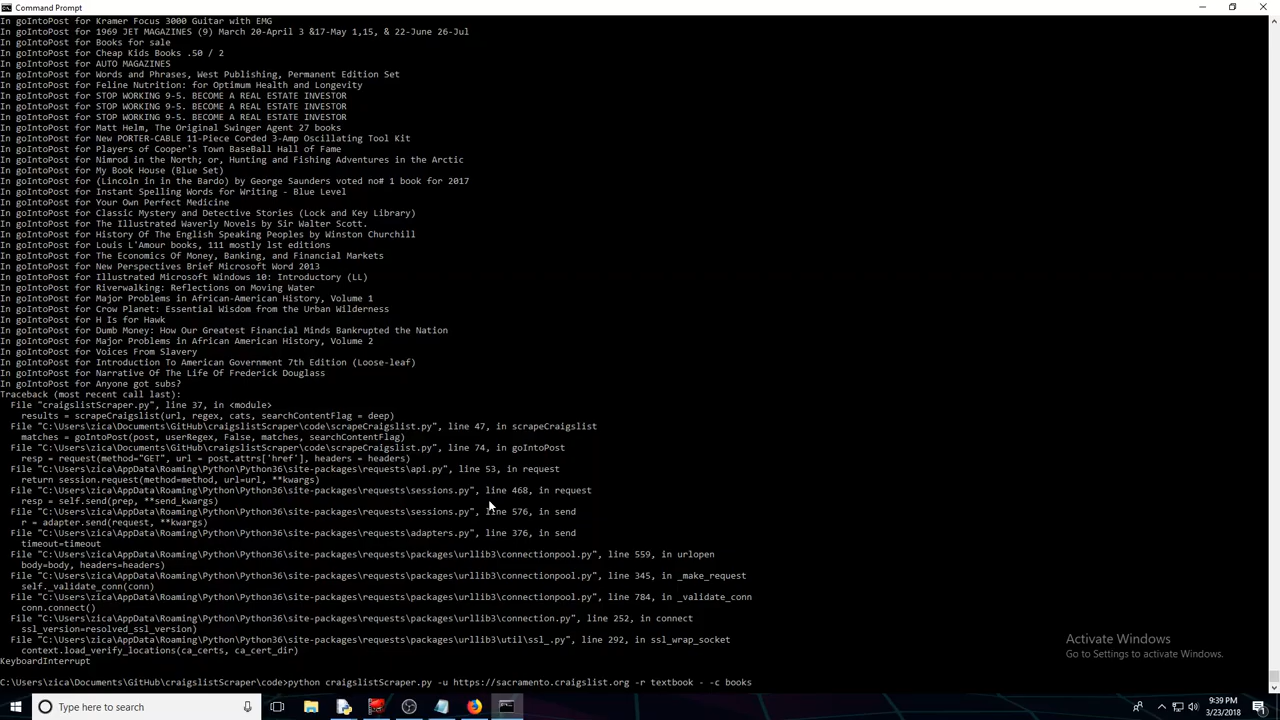 Command Prompt
In goIntoPost for Kramer Focus 3000 Guitar with EMG
In goIntoPost for 1969 JET MAGAZINES (9) March 20-April 3 &17-May 1,15, & 22-June 26-Jul
In goIntoPost for Books for sale
In goIntoPost for Cheap Kids Books .50 / 2
In goIntoPost for AUTO MAGAZINES
In goIntoPost for Words and Phrases, West Publishing, Permanent Edition Set
In goIntoPost for Feline Nutrition: for Optimum Health and Longevity
In goIntoPost for STOP WORKING 9-5. BECOME A REAL ESTATE INVESTOR
In goIntoPost for STOP WORKING 9-5. BECOME A REAL ESTATE INVESTOR
In goIntoPost for STOP WORKING 9-5. BECOME A REAL ESTATE INVESTOR
In goIntoPost for Matt Helm, The Original Swinger Agent 27 books
In goIntoPost for New PORTER-CABLE 11-Piece Corded 3-Amp Oscillating Tool Kit
In goIntoPost for Players of Cooper's Town BaseBall Hall of Fame
In goIntoPost for Nimrod in the North; or, Hunting and Fishing Adventures in the Arctic
In goIntoPost for My Book House (Blue Set)
In goIntoPost for (Lincoln in in the Bardo) by George Saunders voted no# 1 book for 2017
In goIntoPost for Instant Spelling Words for Writing - Blue Level
In goIntoPost for Your Own Perfect Medicine
In goIntoPost for Classic Mystery and Detective Stories (Lock and Key Library)
In goIntoPost for The Illustrated Waverly Novels by Sir Walter Scott.
In goIntoPost for History Of The English Speaking Peoples by Winston Churchill
In goIntoPost for Louis L'Amour books, 111 mostly lst editions
In goIntoPost for The Economics Of Money, Banking, and Financial Markets
In goIntoPost for New Perspectives Brief Microsoft Word 2013
In goIntoPost for Illustrated Microsoft Windows 10: Introductory (LL)
In goIntoPost for Riverwalking: Reflections on Moving Water
In goIntoPost for Major Problems in African-American History, Volume 1
In goIntoPost for Crow Planet: Essential Wisdom from the Urban Wilderness
In goIntoPost for H Is for Hawk
In goIntoPost for Dumb Money: How Our Greatest Financial Minds Bankrupted the Nation
In goIntoPost for Major Problems in African American History, Volume 2
In goIntoPost for Voices From Slavery
In goIntoPost for Introduction To American Government 7th Edition (Loose-leaf)
In goIntoPost for Narrative Of The Life Of Frederick Douglass
In goIntoPost for Anyone got subs?
Traceback (most recent call last):
File "craigslistScraper.py", line 37, in <module>
results = scrapeCraigslist(url, regex, cats, searchContentFlag = deep)
File "C:\Users\zica\Documents\GitHub\craigslistScraper\code\scrapeCraigslist.py", line 47, in scrapeCraigslist
matches = goIntoPost(post, userRegex, False, matches, searchContentFlag)
File "C:\Users\zica\Documents\GitHub\craigslistScraper\code\scrapeCraigslist.py", line 74, in goIntoPost
resp = request(method="GET", url = post.attrs['href'], headers = headers)
File "C:\Users\zica\AppData\Roaming\Python\Python36\site-packages\requests\api.py", line 53, in request
return session.request(method=method, url=url, **kwargs)
File "C:\Users\zica\AppData\Roaming\Python\Python36\site-packages\requests\sessions.py", line 468, in request
resp = self.send(prep, **send_kwargs)
File "C:\Users\zica\AppData\Roaming\Python\Python36\site-packages\requests\sessions.py", line 576, in send
r = adapter.send(request, **kwargs)
File "C:\Users\zica\AppData\Roaming\Python\Python36\site-packages\requests\adapters.py", line 376, in send
timeout=timeout
File "C:\Users\zica\AppData\Roaming\Python\Python36\site-packages\requests\packages\urllib3\connectionpool.py", line 559, in urlopen
body=body, headers=headers)
File "C:\Users\zica\AppData\Roaming\Python\Python36\site-packages\requests\packages\urllib3\connectionpool.py", line 345, in _make_request
self._validate_conn(conn)
File "C:\Users\zica\AppData\Roaming\Python\Python36\site-packages\requests\packages\urllib3\connectionpool.py", line 784, in _validate_conn
conn.connect()
File "C:\Users\zica\AppData\Roaming\Python\Python36\site-packages\requests\packages\urllib3\connection.py", line 252, in connect
ssl_version=resolved_ssl_version)
File "C:\Users\zica\AppData\Roaming\Python\Python36\site-packages\requests\packages\urllib3\util\ssl_.py", line 292, in ssl_wrap_socket
context.load_verify_locations(ca_certs, ca_cert_dir)
KeyboardInterrupt
C:\Users\zica\Documents\GitHub\craigslistScraper\code>python craigslistScraper.py -u https://sacramento.craigslist.org -r textbook - -c books
Activate Windows
Go to Settings to activate Windows.
Type here to search
9:39 PM
3/23/2018